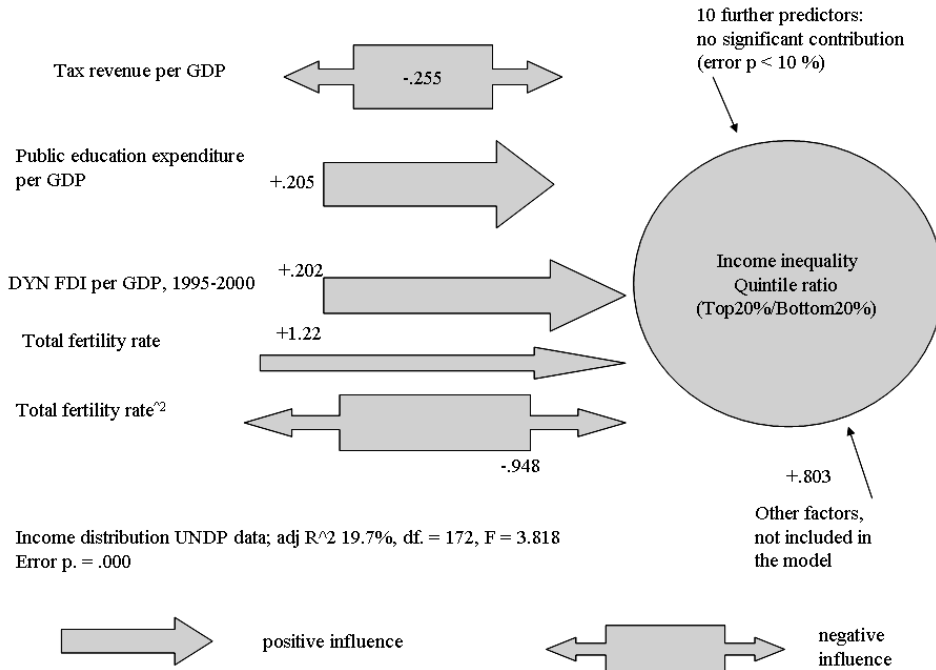 10 further predictors:
no significant contribution
(error p < 10 %)
Tax revenue per GDP
-.255
Public education expenditure
per GDP
+.205
DYN FDI per GDP, 1995-2000
+.202
Income inequality
Quintile ratio
(Top20%/Bottom20%)
Total fertility rate
+1.22
Total fertility rate^2
-.948
+.803
Other factors,
not included in
the model
Income distribution UNDP data; adj R^2 19.7%, df. = 172, F = 3.818
Error p. = .000
positive influence
negative
influence